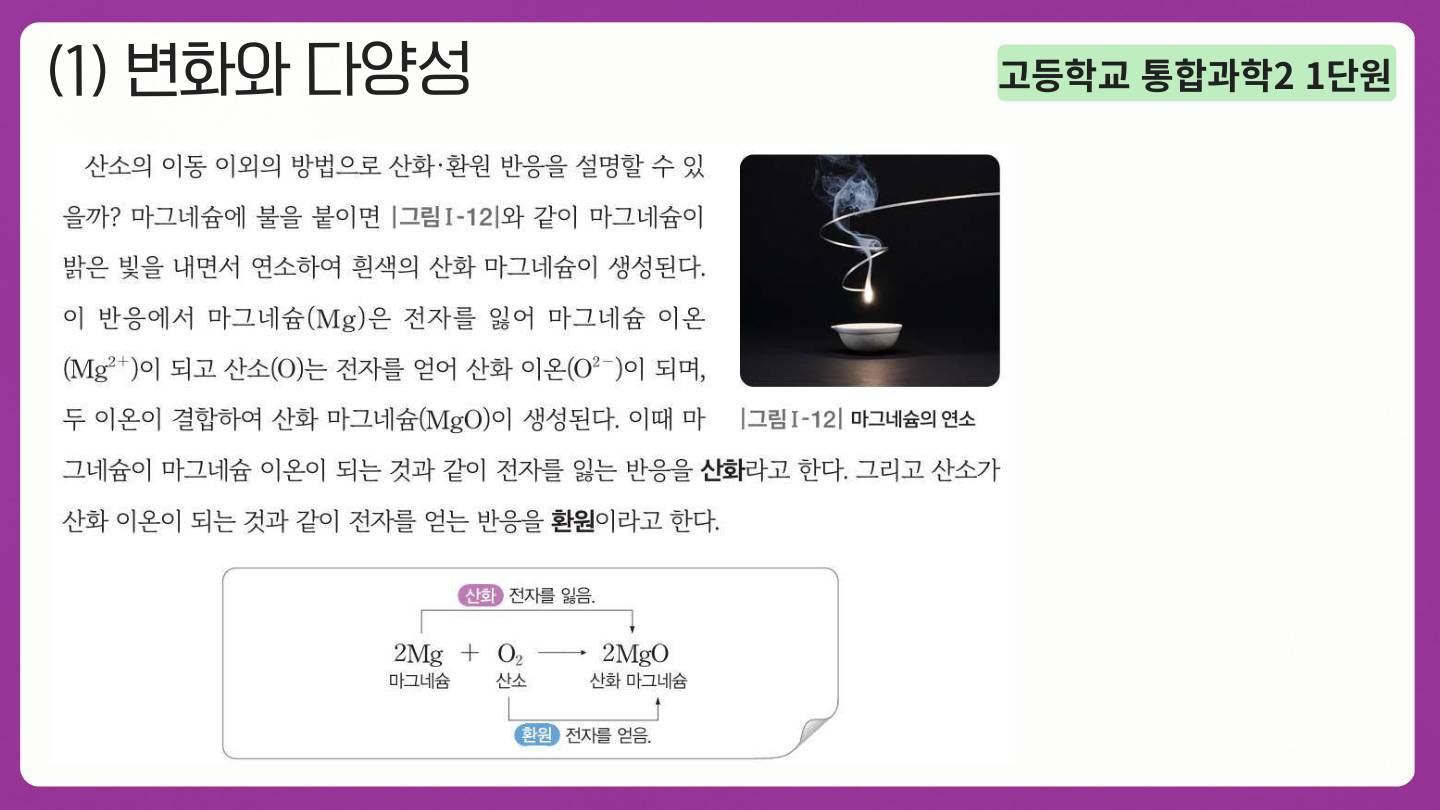 (1) 변화와 다양성
고등학교 통합과학2 1단원
산소의 이동 이외의 방법으로 산화·환원 반응을 설명할 수 있
을까? 마그네슘에 불을 붙이면 |그림Ⅰ-12|와 같이 마그네슘이
밝은 빛을 내면서 연소하여 흰색의 산화 마그네슘이 생성된다.
이 반응에서 마그네슘(Mg)은 전자를 잃어 마그네슘 이온
(Mg²⁺)이 되고 산소(O)는 전자를 얻어 산화 이온(O²⁻)이 되며,
두 이온이 결합하여 산화 마그네슘(MgO)이 생성된다. 이때 마
그네슘이 마그네슘 이온이 되는 것과 같이 전자를 잃는 반응을 산화라고 한다. 그리고 산소가
산화 이온이 되는 것과 같이 전자를 얻는 반응을 환원이라고 한다.
|그림Ⅰ-12| 마그네슘의 연소
산화 전자를 잃음.
2Mg + O₂ → 2MgO
마그네슘 산소 산화 마그네슘
환원 전자를 얻음.